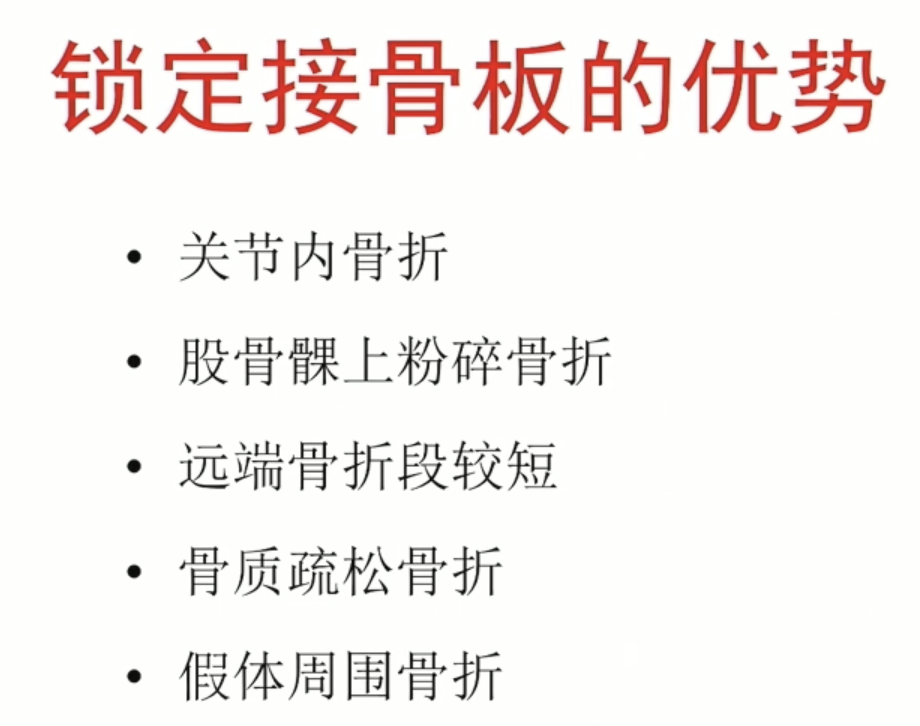 锁定接骨板的优势
• 关节内骨折
• 股骨髁上粉碎骨折
• 远端骨折段较短
• 骨质疏松骨折
• 假体周围骨折